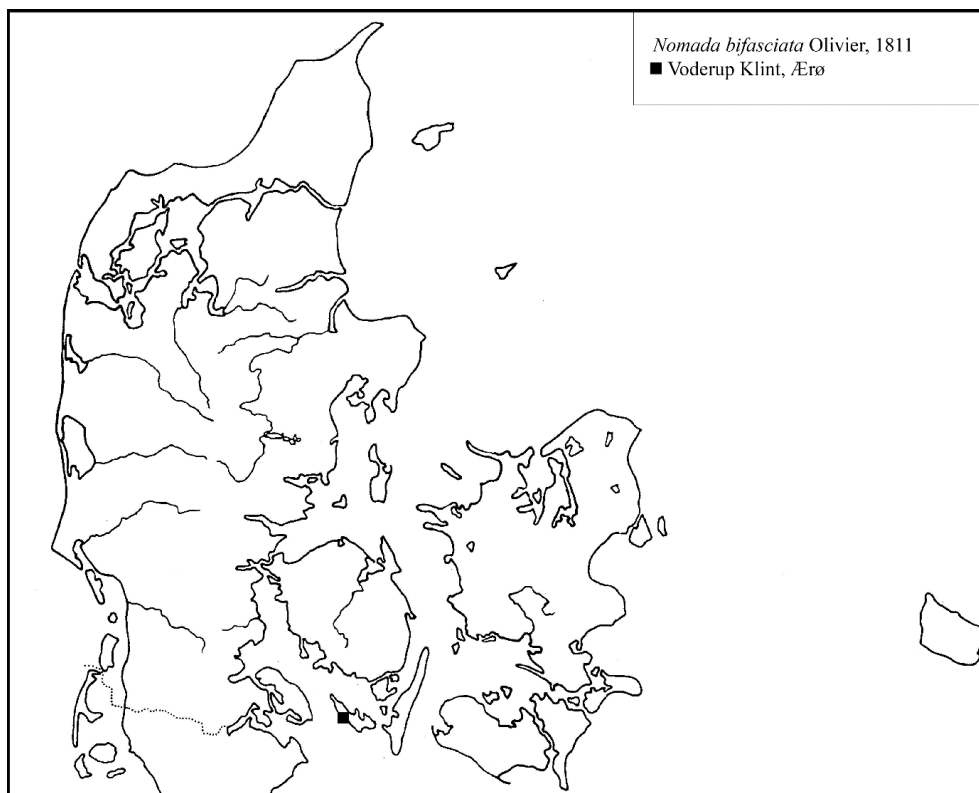 Nomada bifasciata Olivier, 1811
■ Voderup Klint, Ærø